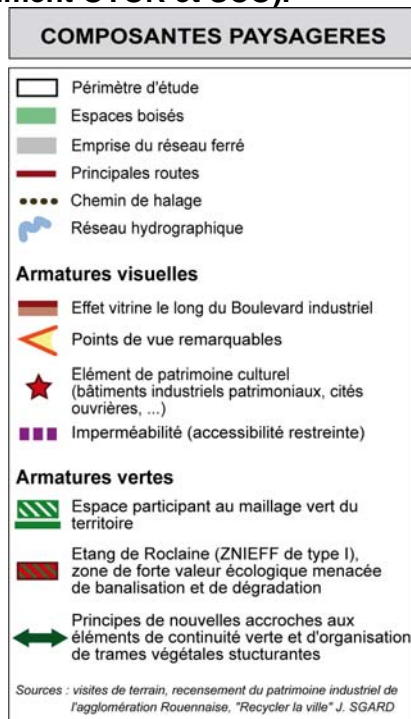 COMPOSANTES PAYSAGERES
Périmètre d'étude
Espaces boisés
Emprise du réseau ferré
Principales routes
Chemin de halage
Réseau hydrographique
Armatures visuelles
Effet vitrine le long du Boulevard industriel
Points de vue remarquables
Elément de patrimoine culturel
(bâtiments industriels patrimoniaux, cités
ouvrières, ...)
Imperméabilité (accessibilité restreinte)
Armatures vertes
Espace participant au maillage vert du
territoire
Etang de Roclaine (ZNIEFF de type I),
zone de forte valeur écologique menacée
de banalisation et de dégradation
Principes de nouvelles accroches aux
éléments de continuité verte et d'organisation
de trames végétales stucturantes
Sources : visites de terrain, recensement du patrimoine industriel de
l'agglomération Rouennaise, "Recycler la ville" J. SGARD